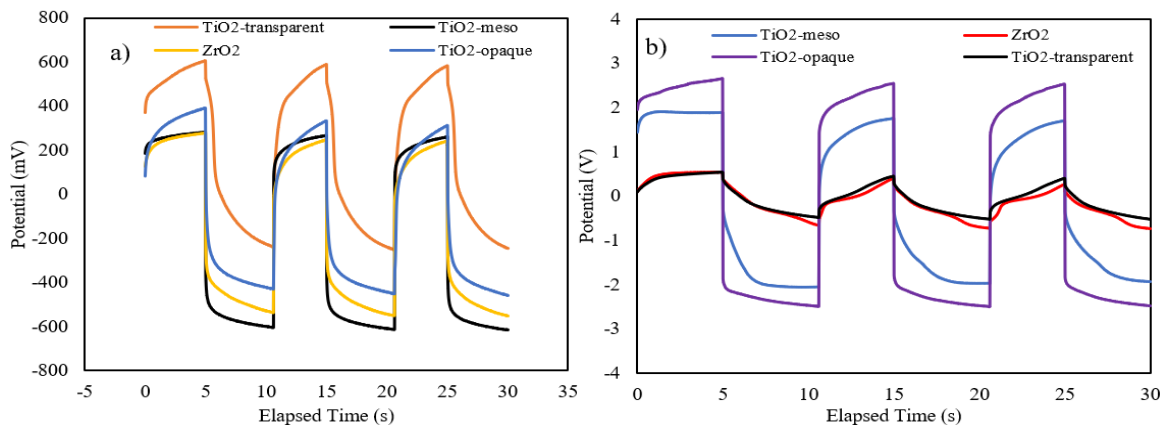 a)
TiO2-transparent
TiO2-meso
ZrO2
TiO2-opaque
Potential (mV)
800
600
400
200
0
-200
-400
-600
-800
-5
0
5
10
15
20
25
30
35
Elapsed Time (s)
b)
TiO2-meso
ZrO2
TiO2-opaque
TiO2-transparent
Potential (V)
4
3
2
1
0
-1
-2
-3
-4
0
5
10
15
20
25
30
Elapsed Time (s)